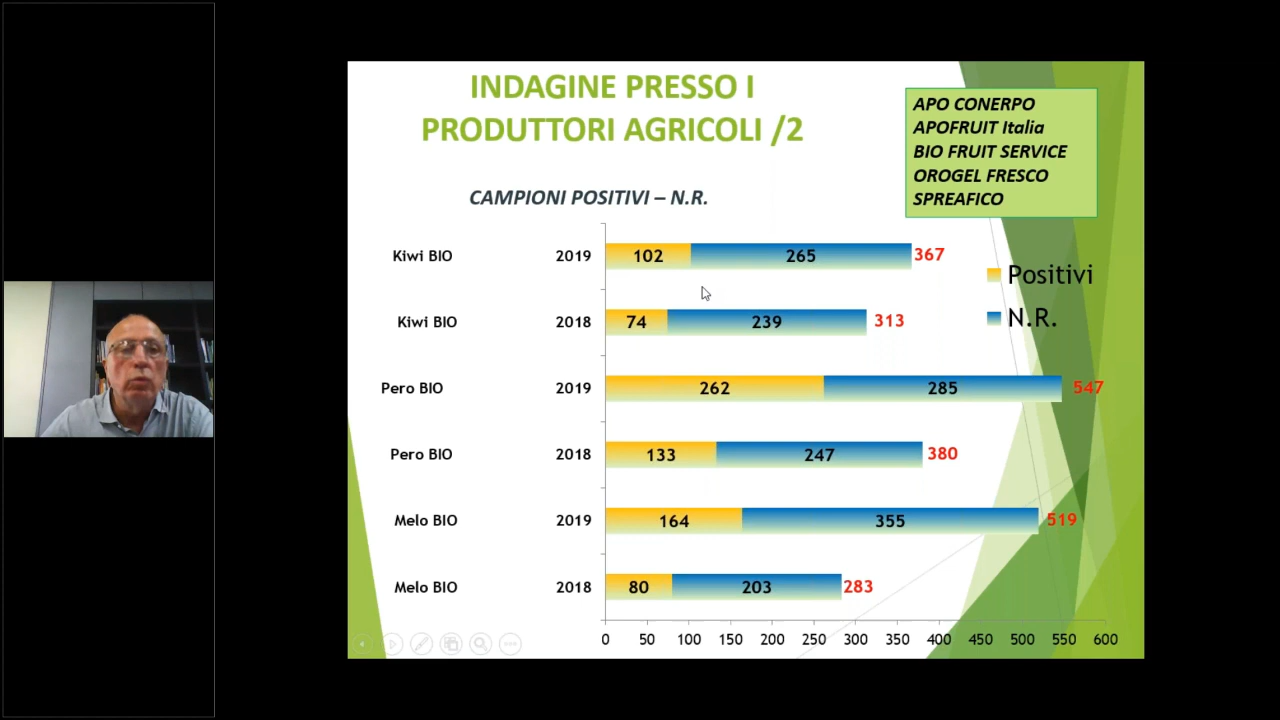 INDAGINE PRESSO I
PRODUTTORI AGRICOLI /2
APO CONERPO
APOFRUIT Italia
BIO FRUIT SERVICE
OROGEL FRESCO
SPREAFICO
CAMPIONI POSITIVI – N.R.
Kiwi BIO 2019 102 265 367
Positivi
Kiwi BIO 2018 74 239 313
N.R.
Pero BIO 2019 262 285 547
Pero BIO 2018 133 247 380
Melo BIO 2019 164 355 519
Melo BIO 2018 80 203 283
0 50 100 150 200 250 300 350 400 450 500 550 600